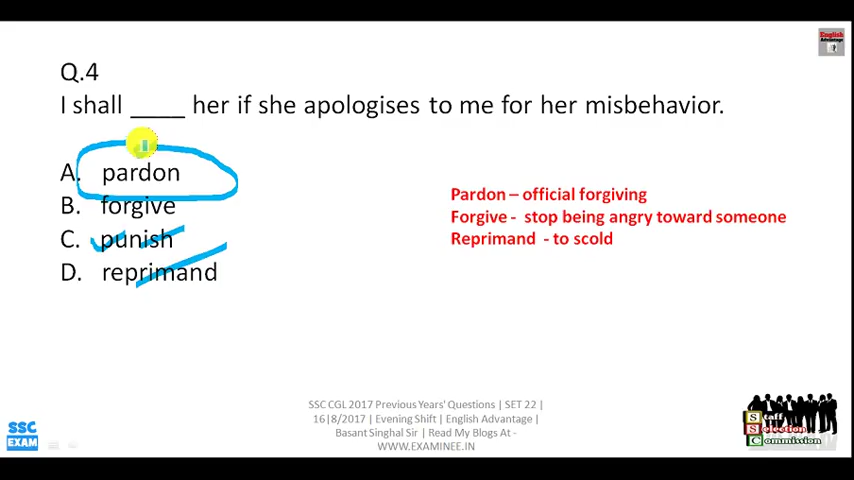 English
Advantage
Q.4
I shall ____ her if she apologises to me for her misbehavior.
A. pardon
B. forgive
C. punish
D. reprimand
Pardon – official forgiving
Forgive - stop being angry toward someone
Reprimand - to scold
SSC CGL 2017 Previous Years' Questions | SET 22 |
16|8/2017 | Evening Shift | English Advantage |
Basant Singhal Sir | Read My Blogs At -
WWW.EXAMINEE.IN
SSC
EXAM
Staff
Selection
Commission